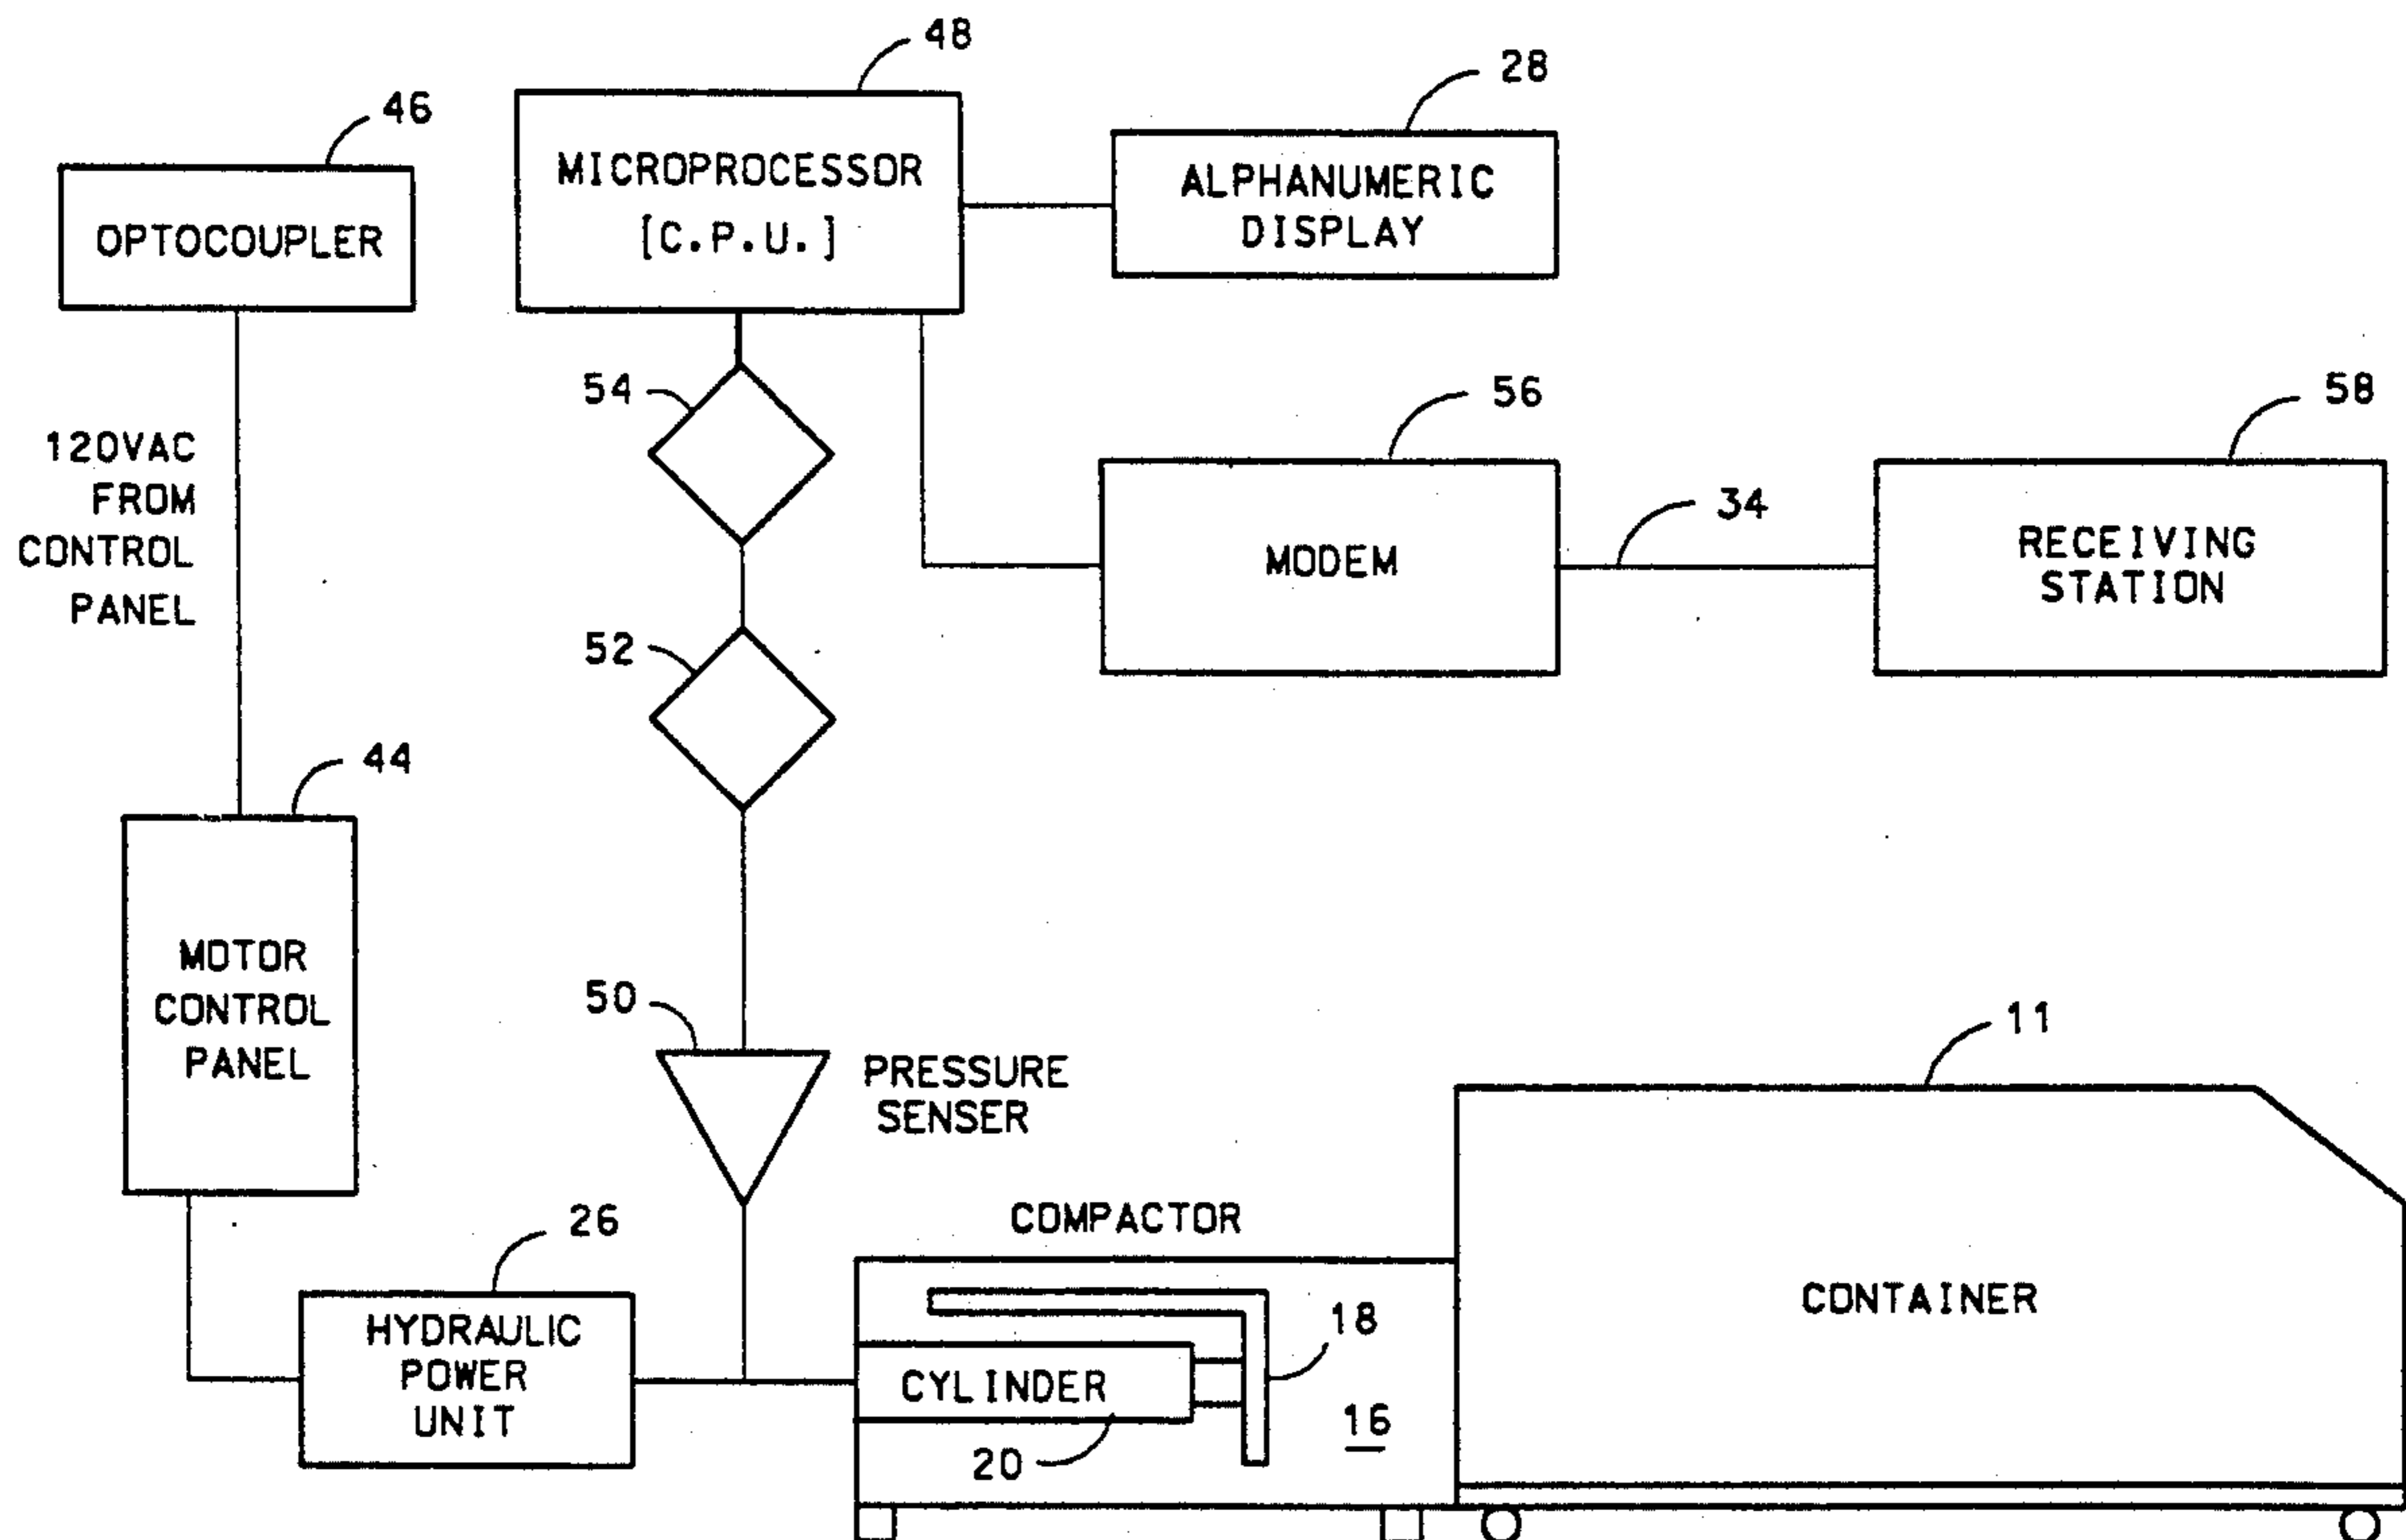 48
28
46
MICROPROCESSOR
[C.P.U.]
ALPHANUMERIC
DISPLAY
OPTOCOUPLER
54
56
58
120VAC
FROM
CONTROL
PANEL
34
MODEM
RECEIVING
STATION
52
44
MOTOR
CONTROL
PANEL
50
PRESSURE
SENSER
11
26
COMPACTOR
HYDRAULIC
POWER
UNIT
CONTAINER
18
CYLINDER
16
20